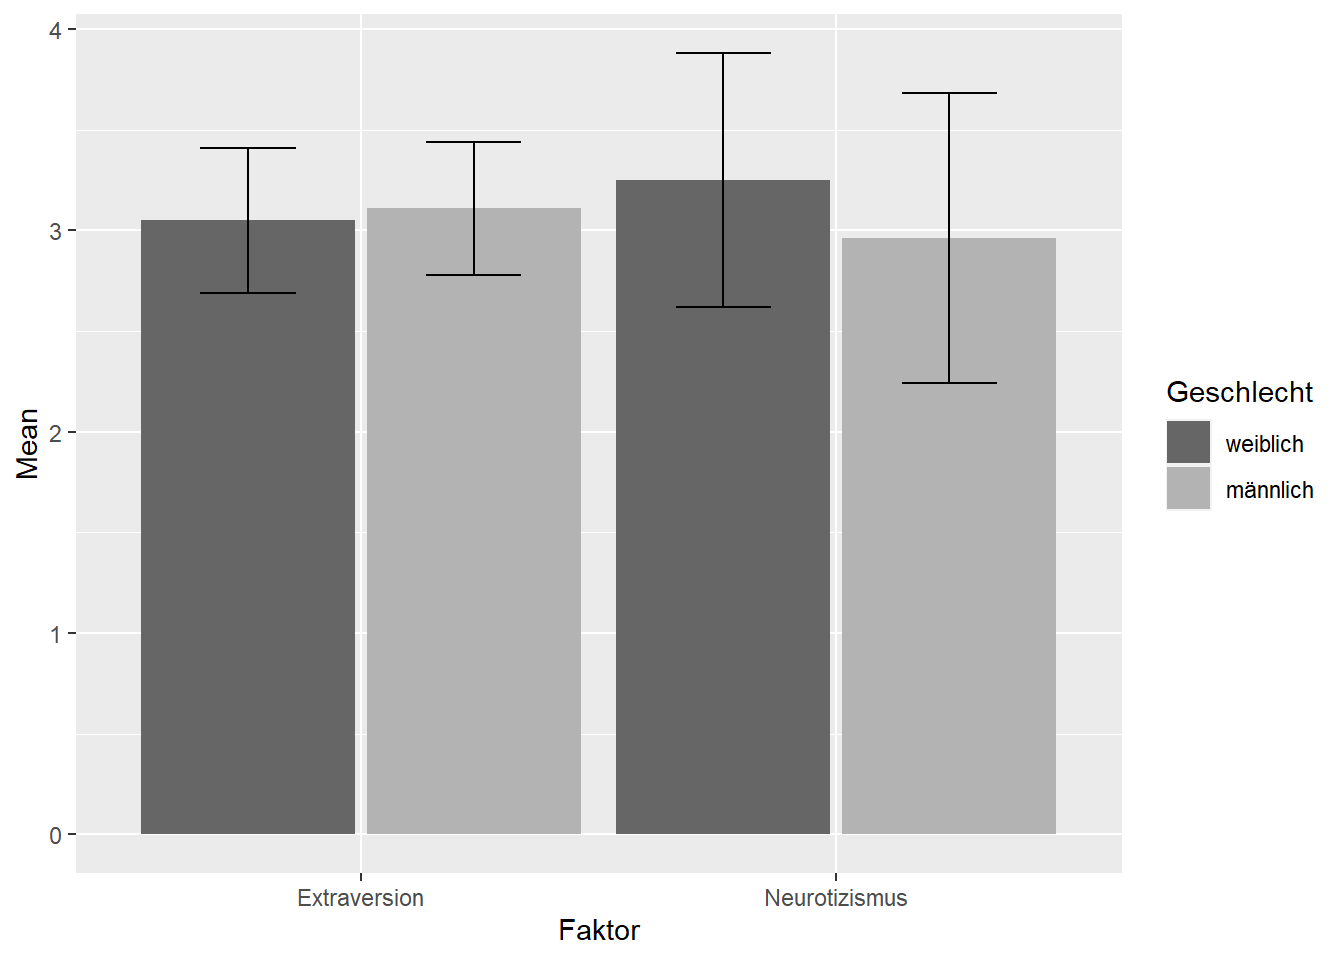 4
3
2
1
0
Mean
Extraversion
Neurotizismus
Faktor
Geschlecht
weiblich
männlich